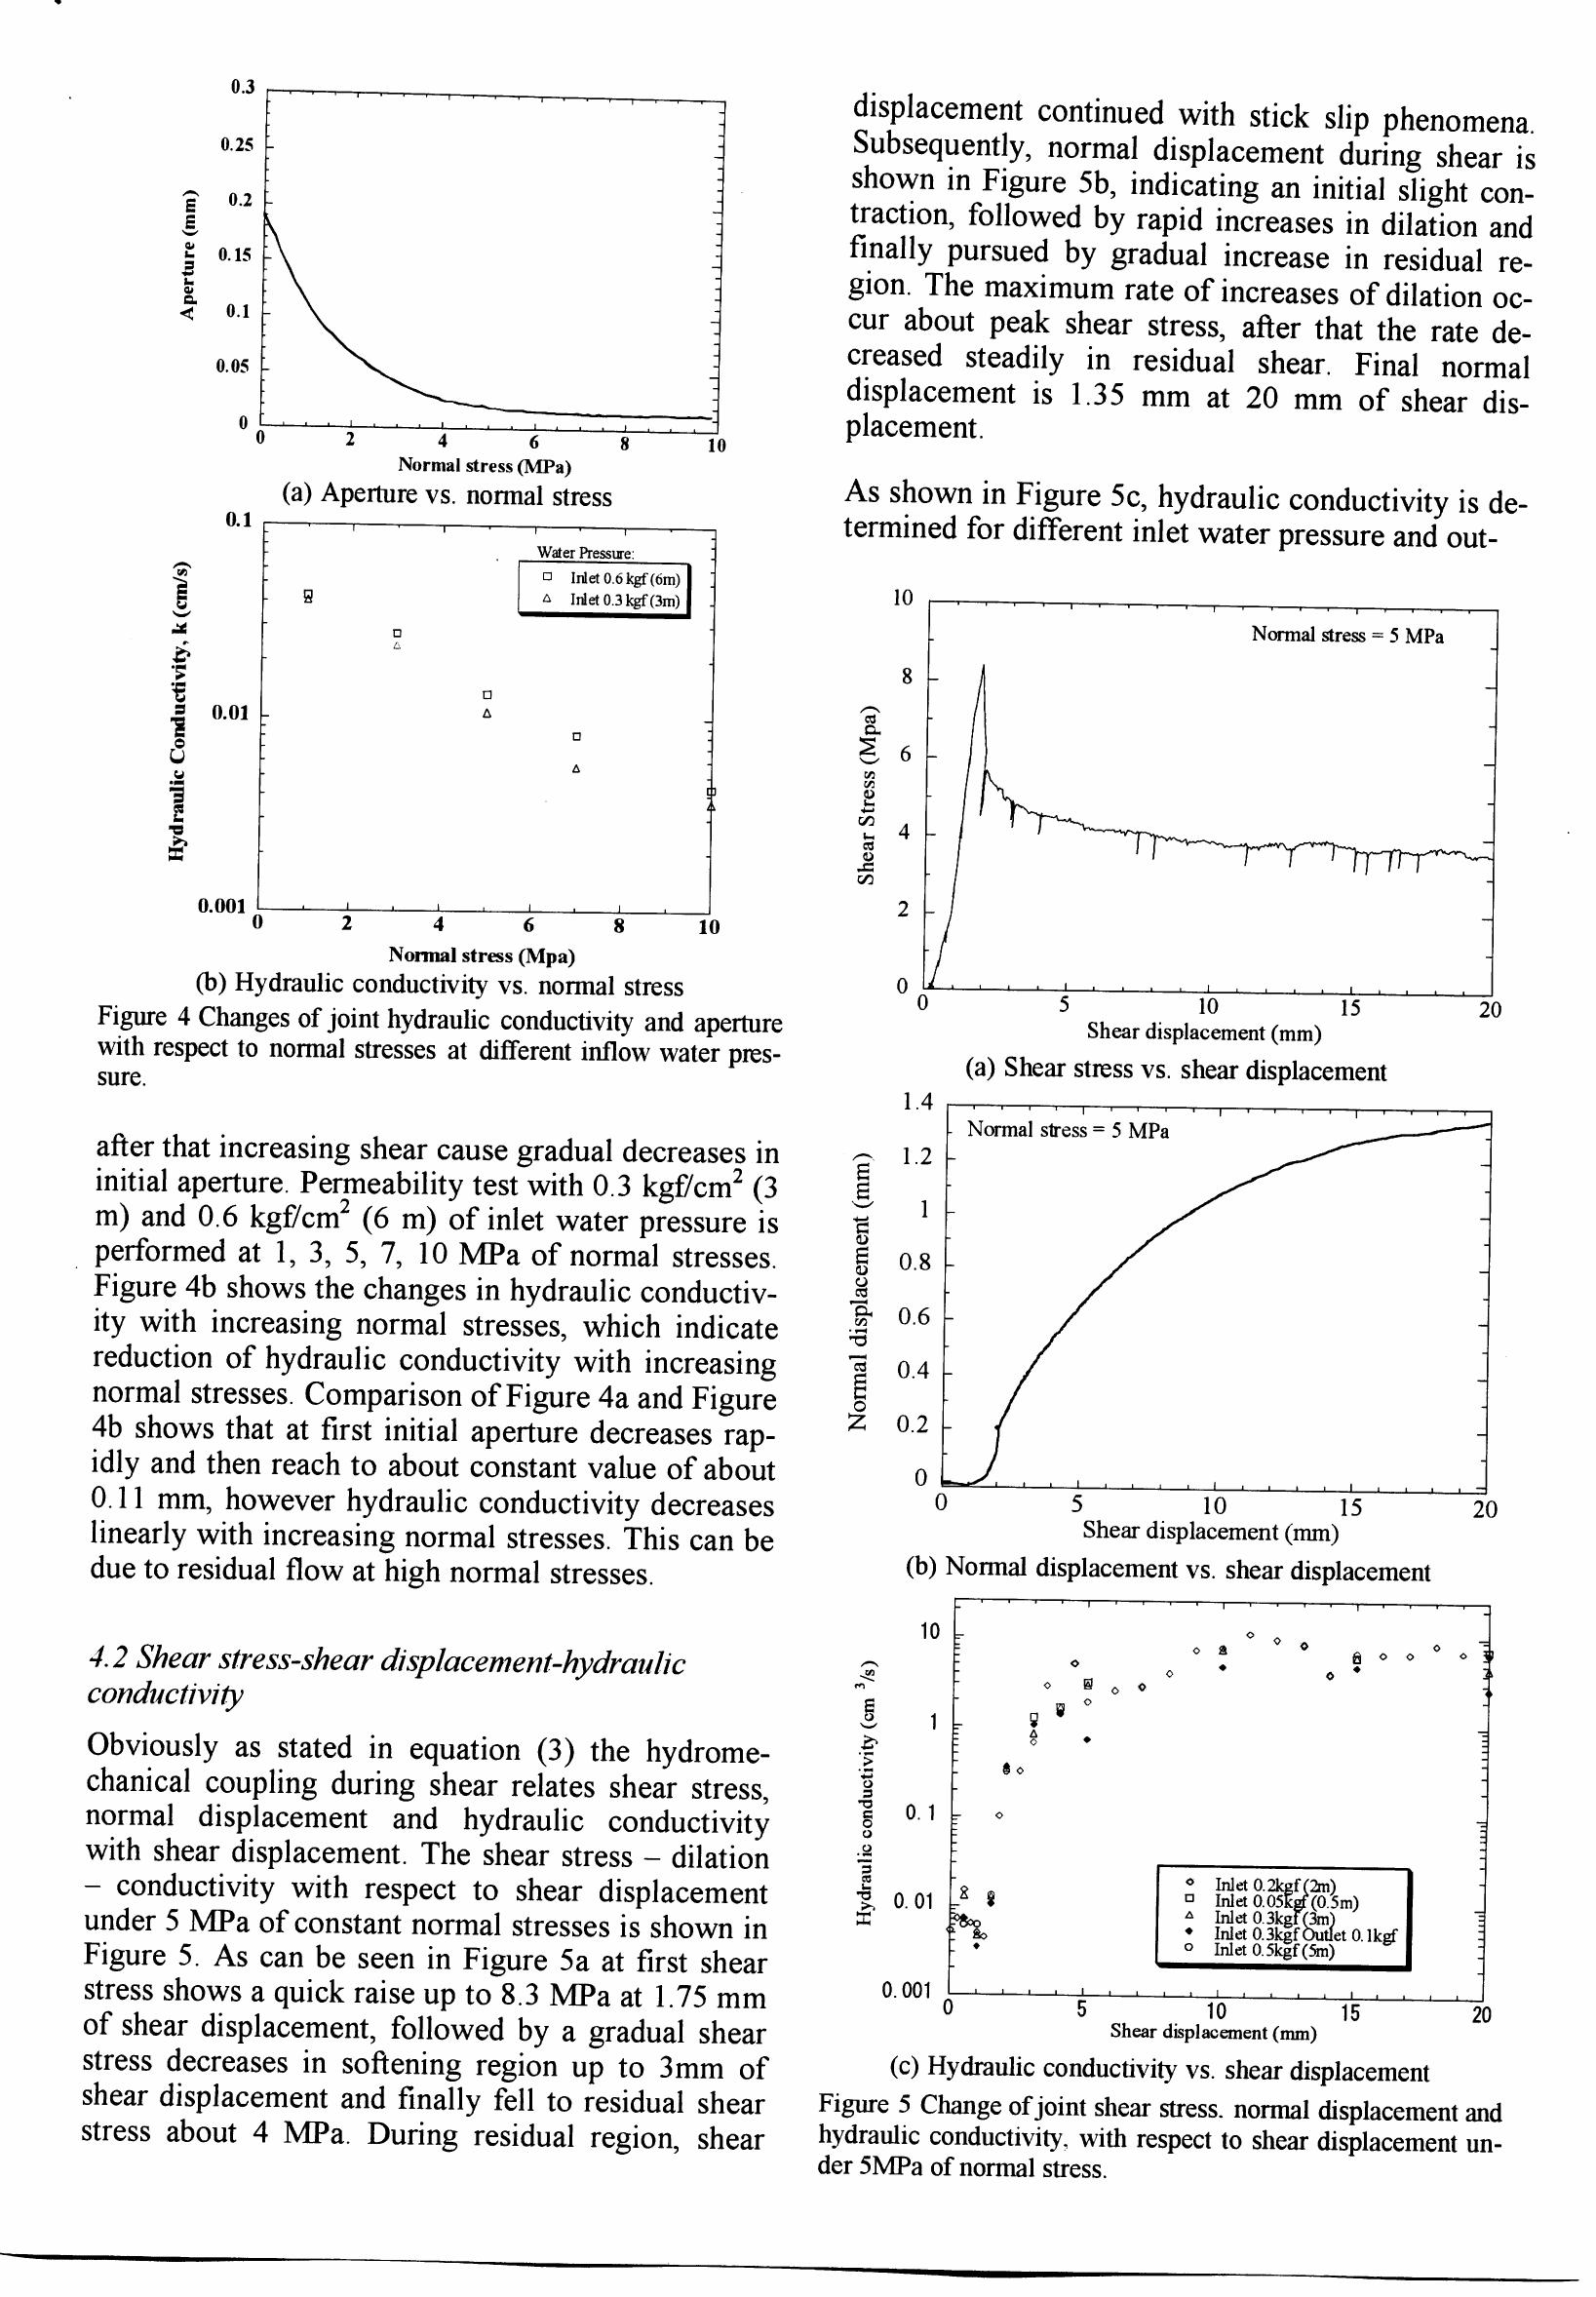 0.3
0.25
0.2
0.15
0.1
0.05
0
Aperture (mm)
0 2 4 6 8 10
Normal stress (MPa)
(a) Aperture vs. normal stress
0.1
0.01
0.001
Hydraulic Conductivity, k (cm/s)
Water Pressure:
Inlet 0.6 kgf (6m)
Inlet 0.3 kgf (3m)
0 2 4 6 8 10
Normal stress (Mpa)
(b) Hydraulic conductivity vs. normal stress
Figure 4 Changes of joint hydraulic conductivity and aperture
with respect to normal stresses at different inflow water pres-
sure.
after that increasing shear cause gradual decreases in
initial aperture. Permeability test with 0.3 kgf/cm² (3
m) and 0.6 kgf/cm² (6 m) of inlet water pressure is
performed at 1, 3, 5, 7, 10 MPa of normal stresses.
Figure 4b shows the changes in hydraulic conductiv-
ity with increasing normal stresses, which indicate
reduction of hydraulic conductivity with increasing
normal stresses. Comparison of Figure 4a and Figure
4b shows that at first initial aperture decreases rap-
idly and then reach to about constant value of about
0.11 mm, however hydraulic conductivity decreases
linearly with increasing normal stresses. This can be
due to residual flow at high normal stresses.
4.2 Shear stress-shear displacement-hydraulic
conductivity
Obviously as stated in equation (3) the hydrome-
chanical coupling during shear relates shear stress,
normal displacement and hydraulic conductivity
with shear displacement. The shear stress – dilation
– conductivity with respect to shear displacement
under 5 MPa of constant normal stresses is shown in
Figure 5. As can be seen in Figure 5a at first shear
stress shows a quick raise up to 8.3 MPa at 1.75 mm
of shear displacement, followed by a gradual shear
stress decreases in softening region up to 3mm of
shear displacement and finally fell to residual shear
stress about 4 MPa. During residual region, shear
displacement continued with stick slip phenomena.
Subsequently, normal displacement during shear is
shown in Figure 5b, indicating an initial slight con-
traction, followed by rapid increases in dilation and
finally pursued by gradual increase in residual re-
gion. The maximum rate of increases of dilation oc-
cur about peak shear stress, after that the rate de-
creased steadily in residual shear. Final normal
displacement is 1.35 mm at 20 mm of shear dis-
placement.
As shown in Figure 5c, hydraulic conductivity is de-
termined for different inlet water pressure and out-
10
8
6
4
2
0
Shear Stress (Mpa)
Normal stress = 5 MPa
0 5 10 15 20
Shear displacement (mm)
(a) Shear stress vs. shear displacement
1.4
1.2
1
0.8
0.6
0.4
0.2
0
Normal displacement (mm)
Normal stress = 5 MPa
0 5 10 15 20
Shear displacement (mm)
(b) Normal displacement vs. shear displacement
10
1
0.1
0.01
0.001
Hydraulic conductivity (cm ³/s)
Inlet 0.2kgf (2m)
Inlet 0.05kgf (0.5m)
Inlet 0.3kgf (3m)
Inlet 0.3kgf Outlet 0.1kgf
Inlet 0.5kgf (5m)
0 5 10 15 20
Shear displacement (mm)
(c) Hydraulic conductivity vs. shear displacement
Figure 5 Change of joint shear stress. normal displacement and
hydraulic conductivity, with respect to shear displacement un-
der 5MPa of normal stress.